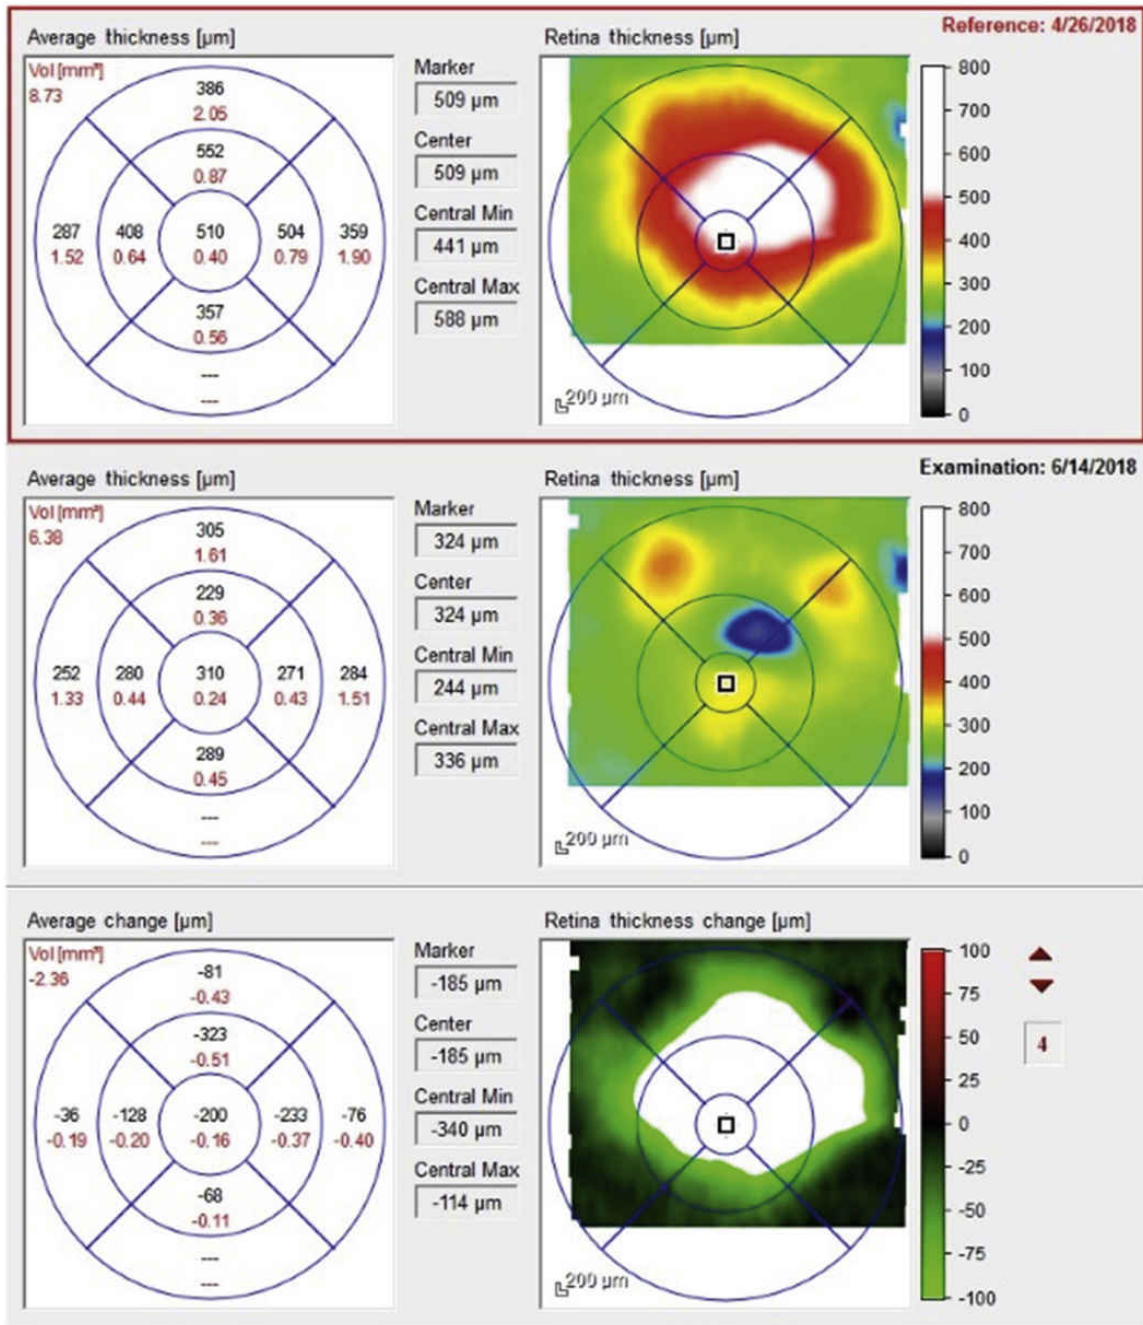 Reference: 4/26/2018
Average thickness [µm]
Retina thickness [µm]
Vol [mm³]
8.73
386
2.05
552
0.87
287 408 510 504 359
1.52 0.64 0.40 0.79 1.90
357
0.56
---
---
Marker
509 µm
Center
509 µm
Central Min
441 µm
Central Max
588 µm
200 µm
800
700
600
500
400
300
200
100
0
Examination: 6/14/2018
Average thickness [µm]
Retina thickness [µm]
Vol [mm³]
6.38
305
1.61
229
0.36
252 280 310 271 284
1.33 0.44 0.24 0.43 1.51
289
0.45
---
---
Marker
324 µm
Center
324 µm
Central Min
244 µm
Central Max
336 µm
200 µm
800
700
600
500
400
300
200
100
0
Average change [µm]
Retina thickness change [µm]
Vol [mm³]
-2.36
-81
-0.43
-323
-0.51
-36 -128 -200 -233 -76
-0.19 -0.20 -0.16 -0.37 -0.40
-68
-0.11
---
---
Marker
-185 µm
Center
-185 µm
Central Min
-340 µm
Central Max
-114 µm
200 µm
100
75
50
25
0
-25
-50
-75
-100
4